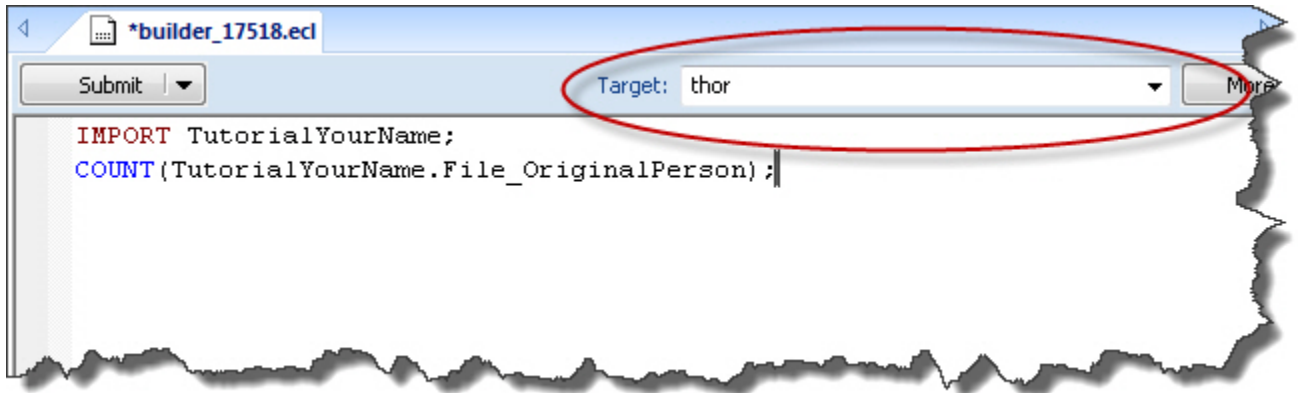 *builder_17518.ecl
Submit Target: thor More
IMPORT TutorialYourName;
COUNT(TutorialYourName.File_OriginalPerson);